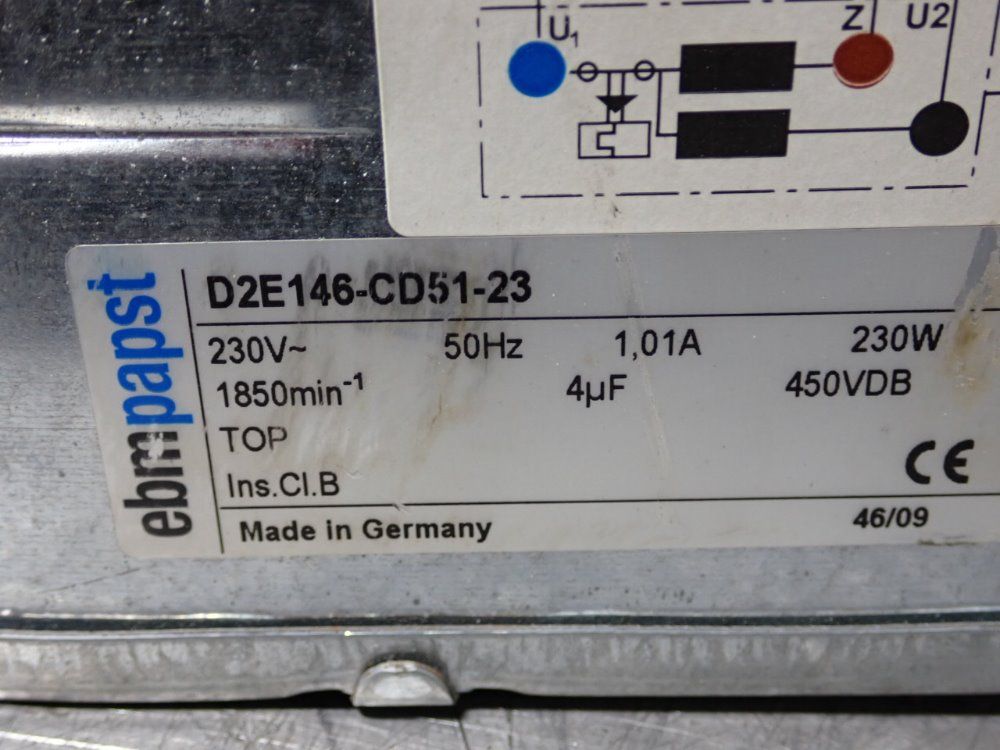 U₁ Z U2
ebmpapst
D2E146-CD51-23
230V~ 50Hz 1,01A 230W
1850min⁻¹ 4µF 450VDB
TOP
Ins.Cl.B
CE
Made in Germany 46/09